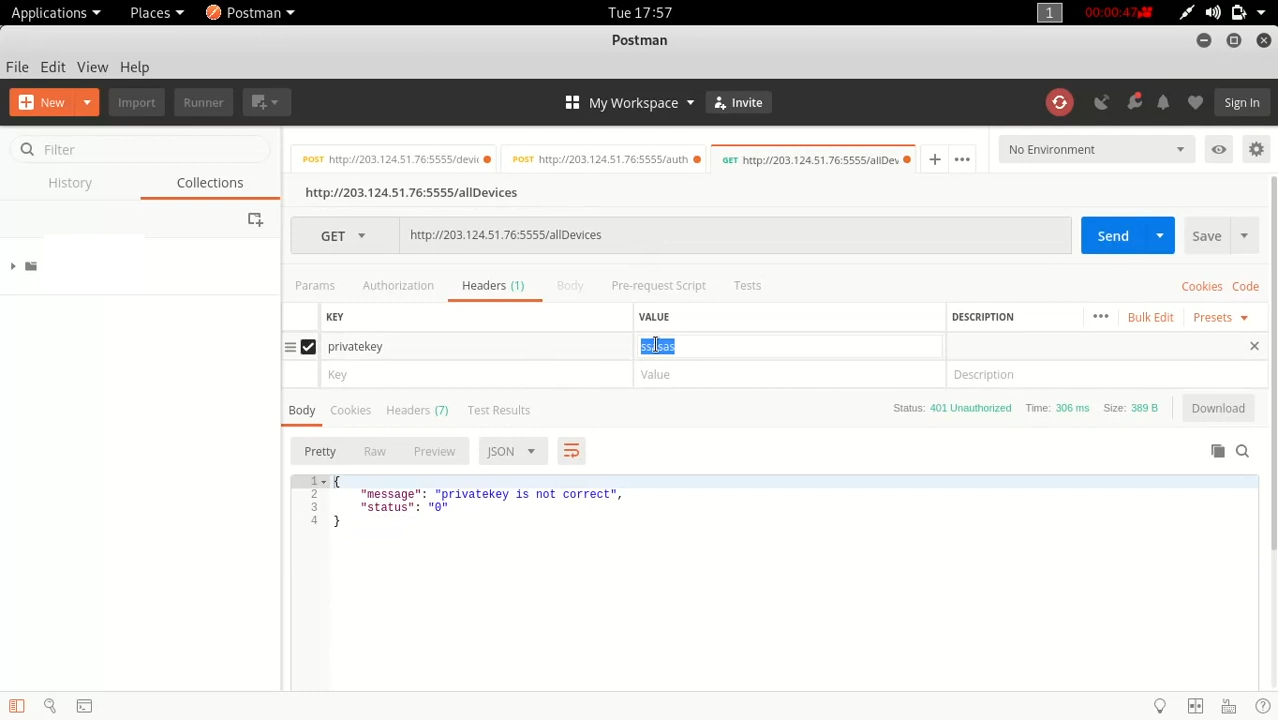 Applications Places Postman Tue 17:57 1 00:00:47
Postman
File Edit View Help
New Import Runner My Workspace Invite Sign In
Filter
History Collections
POST http://203.124.51.76:5555/devic POST http://203.124.51.76:5555/auth GET http://203.124.51.76:5555/allDev + ••• No Environment
http://203.124.51.76:5555/allDevices
GET http://203.124.51.76:5555/allDevices Send Save
Params Authorization Headers (1) Body Pre-request Script Tests Cookies Code
KEY VALUE DESCRIPTION ••• Bulk Edit Presets
privatekey
Key Value Description
Body Cookies Headers (7) Test Results Status: 401 Unauthorized Time: 306 ms Size: 389 B Download
Pretty Raw Preview JSON
1 {
2 "message": "privatekey is not correct",
3 "status": "0"
4 }